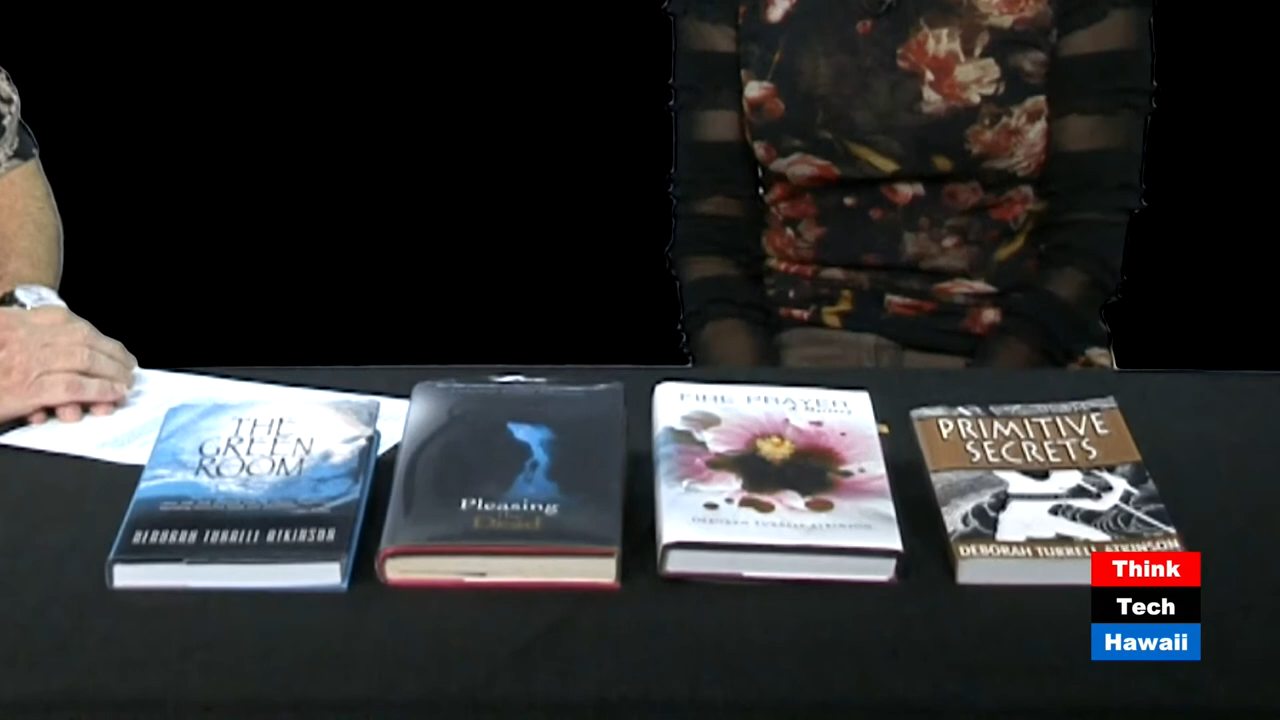 THE
GREEN
ROOM
DEBORAH TURRELL ATKINSON
Pleasing
Dead
FIRE PRAYER
DEBORAH TURRELL ATKINSON
PRIMITIVE
SECRETS
DEBORAH TURRELL ATKINSON
Think
Tech
Hawaii